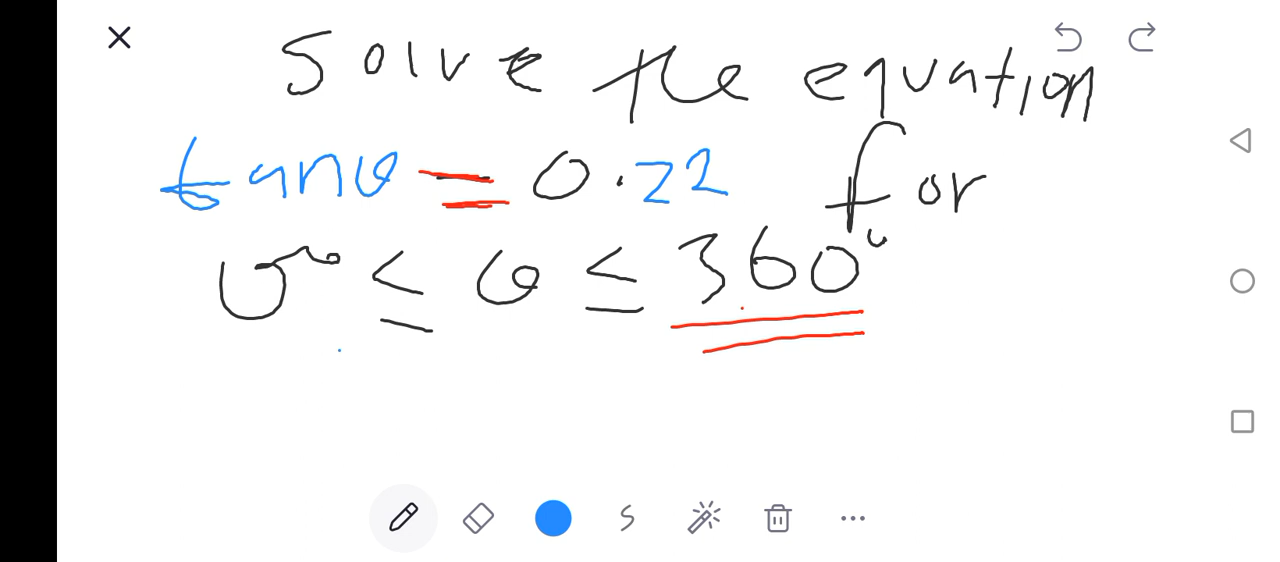 Solve the equation
tanθ = 0.22 for
0° ≤ θ ≤ 360°